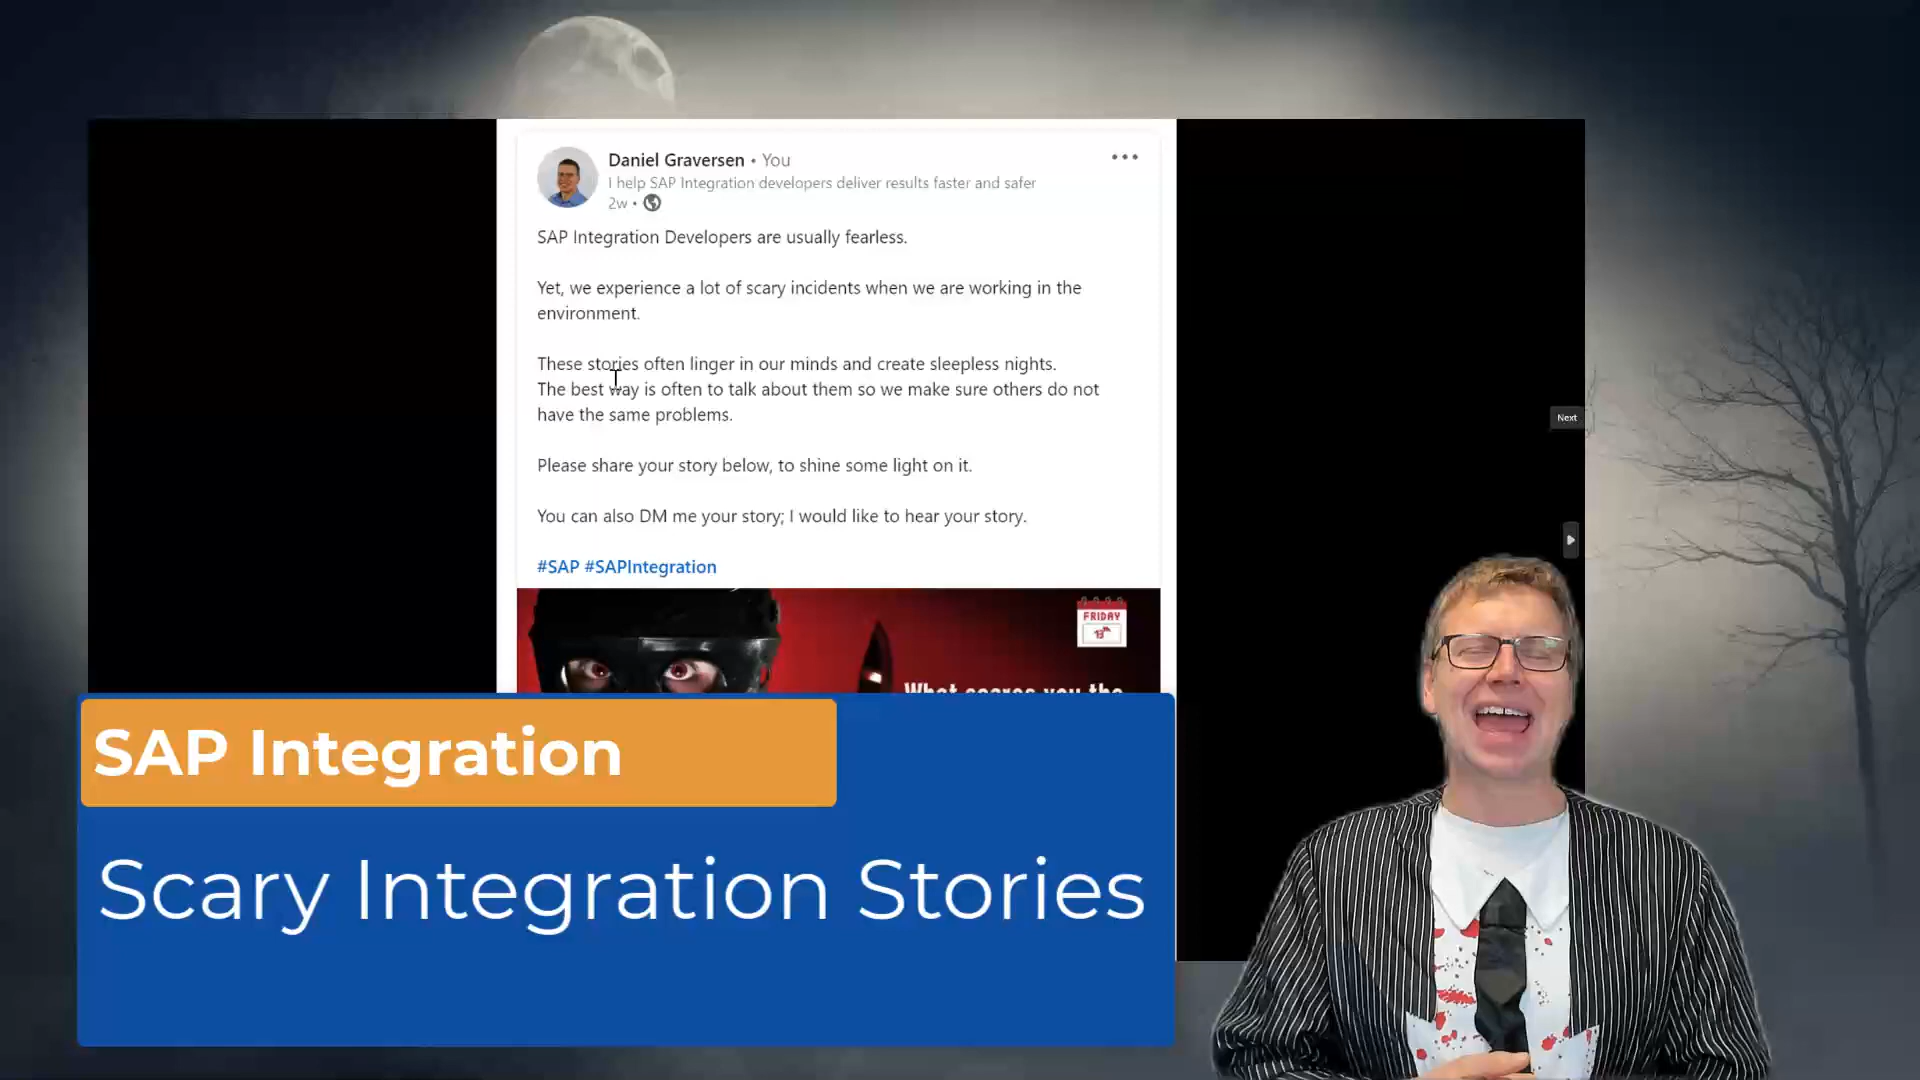 Daniel Graversen • You
I help SAP Integration developers deliver results faster and safer
2w •
SAP Integration Developers are usually fearless.
Yet, we experience a lot of scary incidents when we are working in the
environment.
These stories often linger in our minds and create sleepless nights.
The best way is often to talk about them so we make sure others do not
have the same problems.
Please share your story below, to shine some light on it.
You can also DM me your story; I would like to hear your story.
#SAP #SAPIntegration
FRIDAY
13th
What scares you the
Next
SAP Integration
Scary Integration Stories